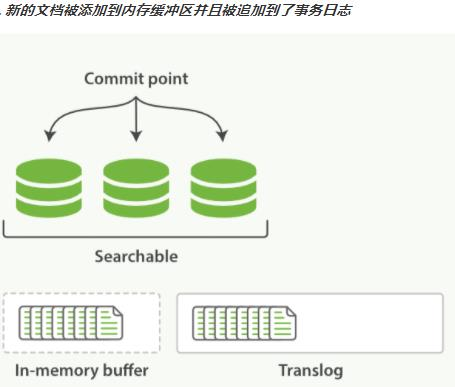 新的文档被添加到内存缓冲区并且被追加到了事务日志
Commit point
Searchable
In-memory buffer
Translog